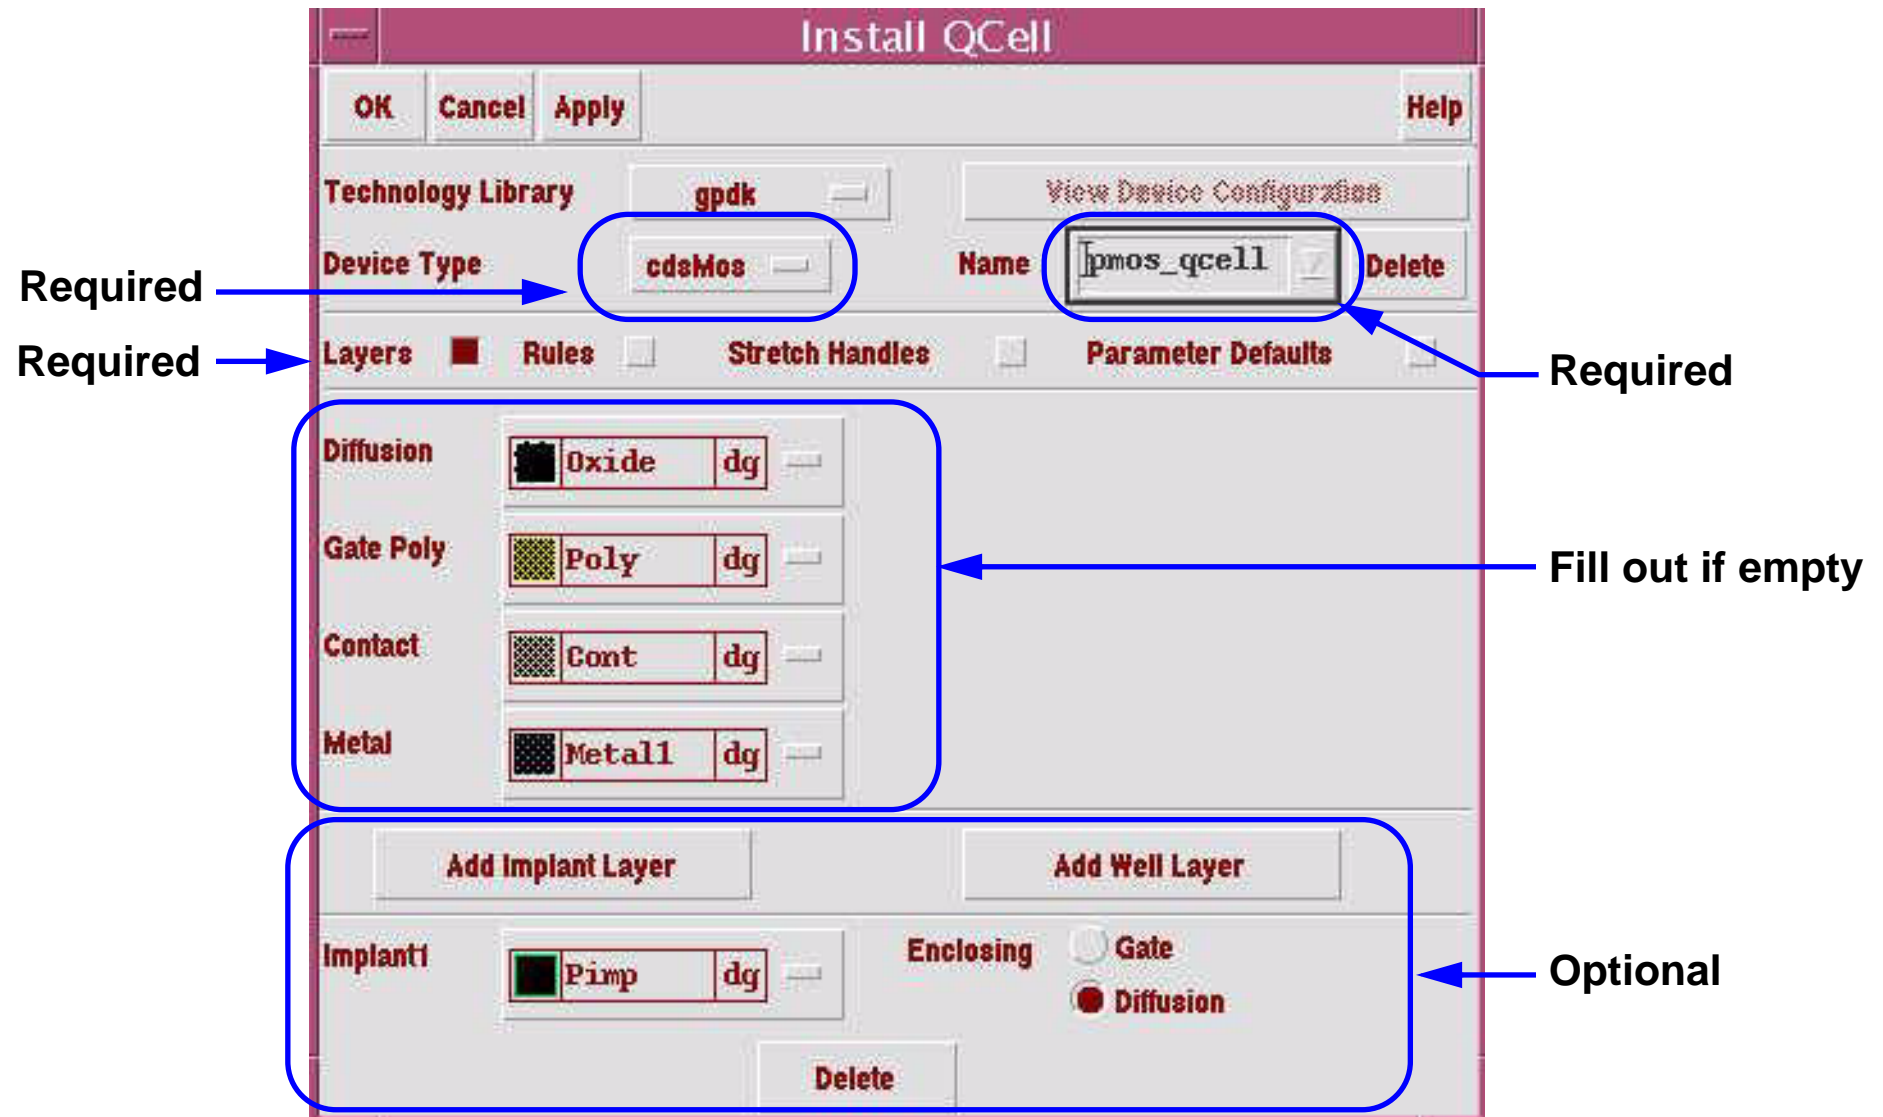 Install QCell
OK Cancel Apply Help
Technology Library gpdk View Device Configuration
Device Type cdsMos Name pmos_qcell Delete
Required
Required
Layers Rules Stretch Handles Parameter Defaults
Required
Diffusion Oxide dg
Gate Poly Poly dg
Fill out if empty
Contact Cont dg
Metal Metal1 dg
Add Implant Layer Add Well Layer
Implant1 Pimp dg Enclosing Gate
Diffusion
Optional
Delete